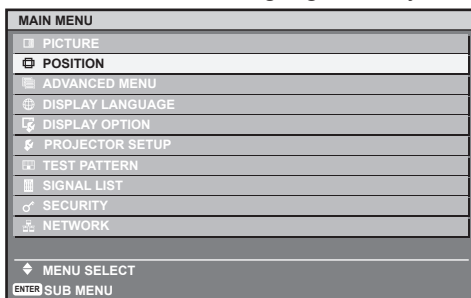 MAIN MENU
PICTURE
POSITION
ADVANCED MENU
DISPLAY LANGUAGE
DISPLAY OPTION
PROJECTOR SETUP
TEST PATTERN
SIGNAL LIST
SECURITY
NETWORK
MENU SELECT
ENTER SUB MENU